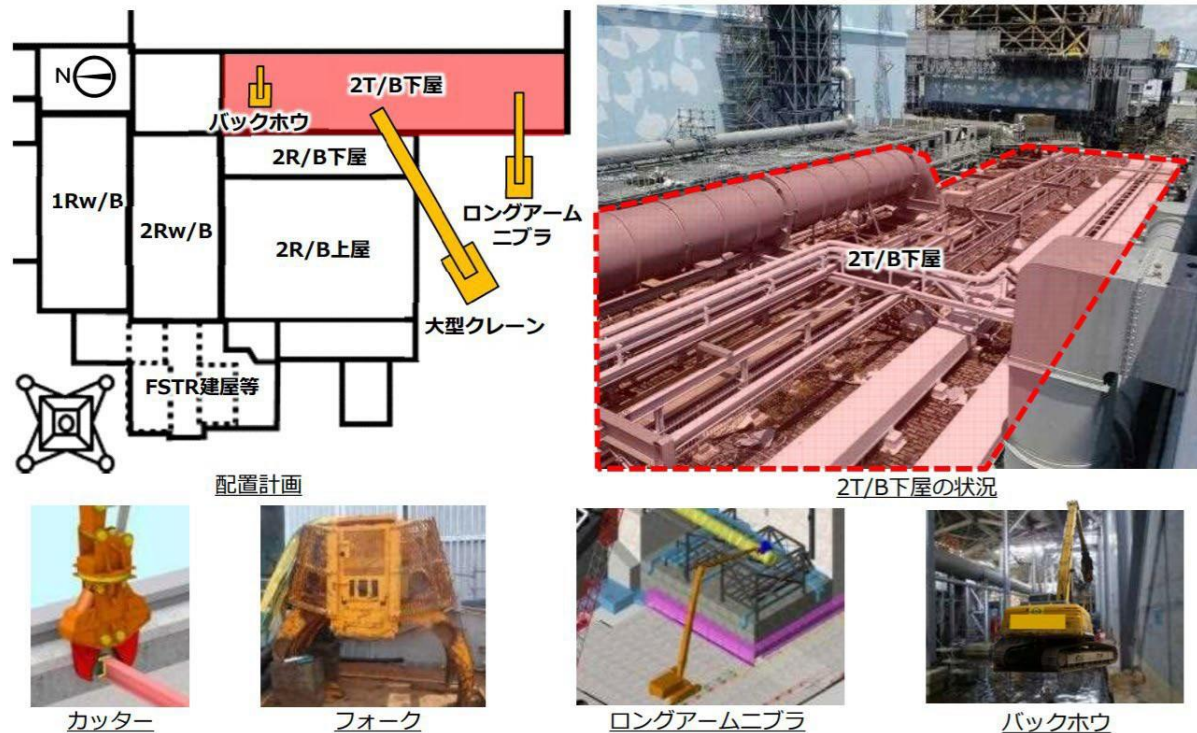 N
2T/B下屋
バックホウ
2R/B下屋
1Rw/B
2Rw/B
ロングアーム
ニブラ
2R/B上屋
大型クレーン
FSTR建屋等
配置計画
2T/B下屋
2T/B下屋の状況
カッター
フォーク
ロングアームニブラ
バックホウ